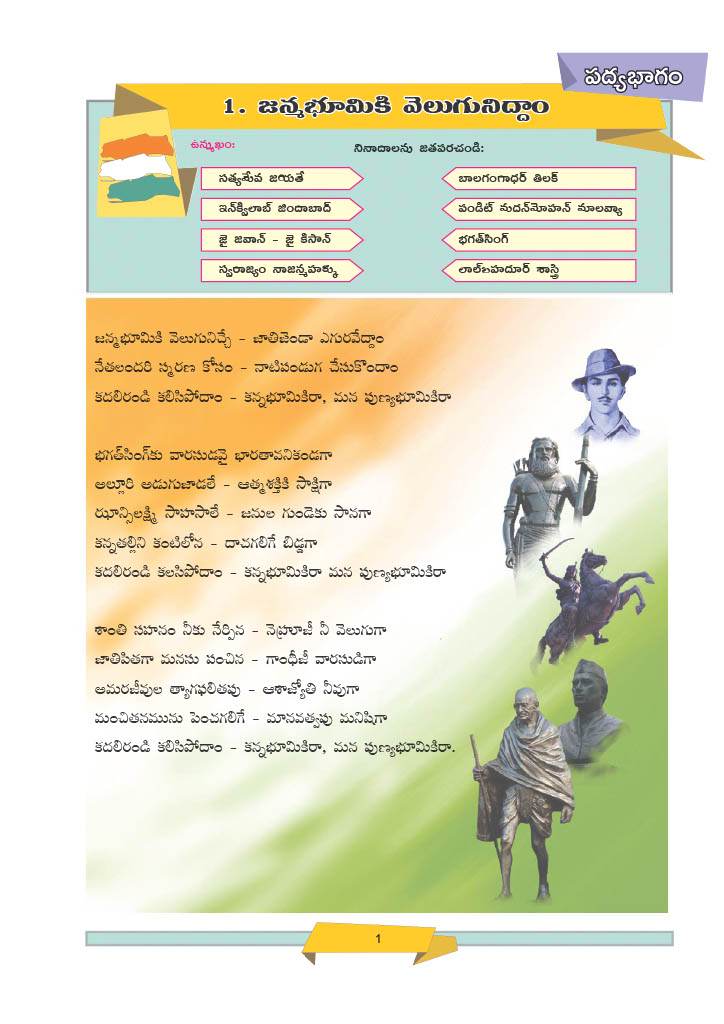 పద్యభాగం
1. జన్మభూమికి వెలుగునిద్దాం
ఉన్ముఖం:
నినాదాలను జతపరచండి:
సత్యమేవ జయతే
బాలగంగాధర్ తిలక్
ఇన్‌క్విలాబ్ జిందాబాద్
పండిట్ మదన్‌మోహన్ మాలవ్యా
జై జవాన్ - జై కిసాన్
భగత్‌సింగ్
స్వరాజ్యం నాజన్మహక్కు
లాల్‌బహదూర్ శాస్త్రి
జన్మభూమికి వెలుగునిచ్చే - జాతిజెండా ఎగురవేద్దాం
నేతలందరి స్మరణ కోసం - నాటిపండుగ చేసుకొందాం
కదలిరండి కలిసిపోదాం - కన్నభూమికిరా, మన పుణ్యభూమికిరా
భగత్‌సింగ్‌కు వారసుడవై భారతావనికండగా
అల్లూరి అడుగుజాడలే - ఆత్మశక్తికి సాక్షిగా
ఝాన్సిలక్ష్మి సాహసాలే - జనుల గుండెకు సానగా
కన్నతల్లిని కంటిలోన - దాచగలిగే బిడ్డగా
కదలిరండి కలసిపోదాం - కన్నభూమికిరా మన పుణ్యభూమికిరా
శాంతి సహనం నీకు నేర్పిన - నెహ్రూజీ నీ వెలుగుగా
జాతిపితగా మనసు పంచిన - గాంధీజీ వారసుడిగా
అమరజీవుల త్యాగఫలితవు - ఆశాజ్యోతి నీవుగా
మంచితనమును పెంచగలిగే - మానవత్వపు మనిషిగా
కదలిరండి కలిసిపోదాం - కన్నభూమికిరా, మన పుణ్యభూమికిరా.
1